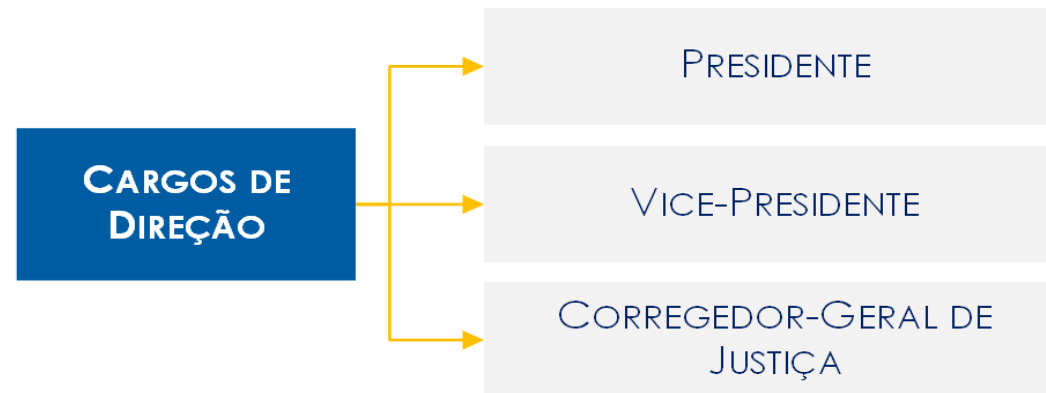 CARGOS DE
DIREÇÃO
PRESIDENTE
VICE-PRESIDENTE
CORREGEDOR-GERAL DE
JUSTIÇA